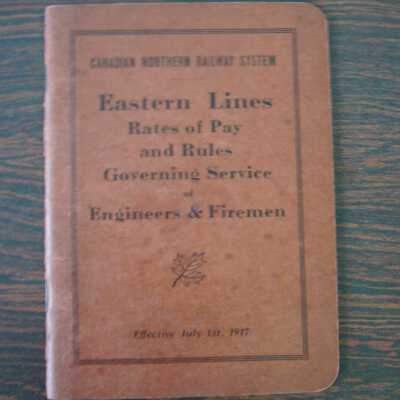 CANADIAN NORTHERN RAILWAY SYSTEM
Eastern Lines
Rates of Pay
and Rules
Governing Service
of
Engineers & Firemen
Effective July 1st, 1917